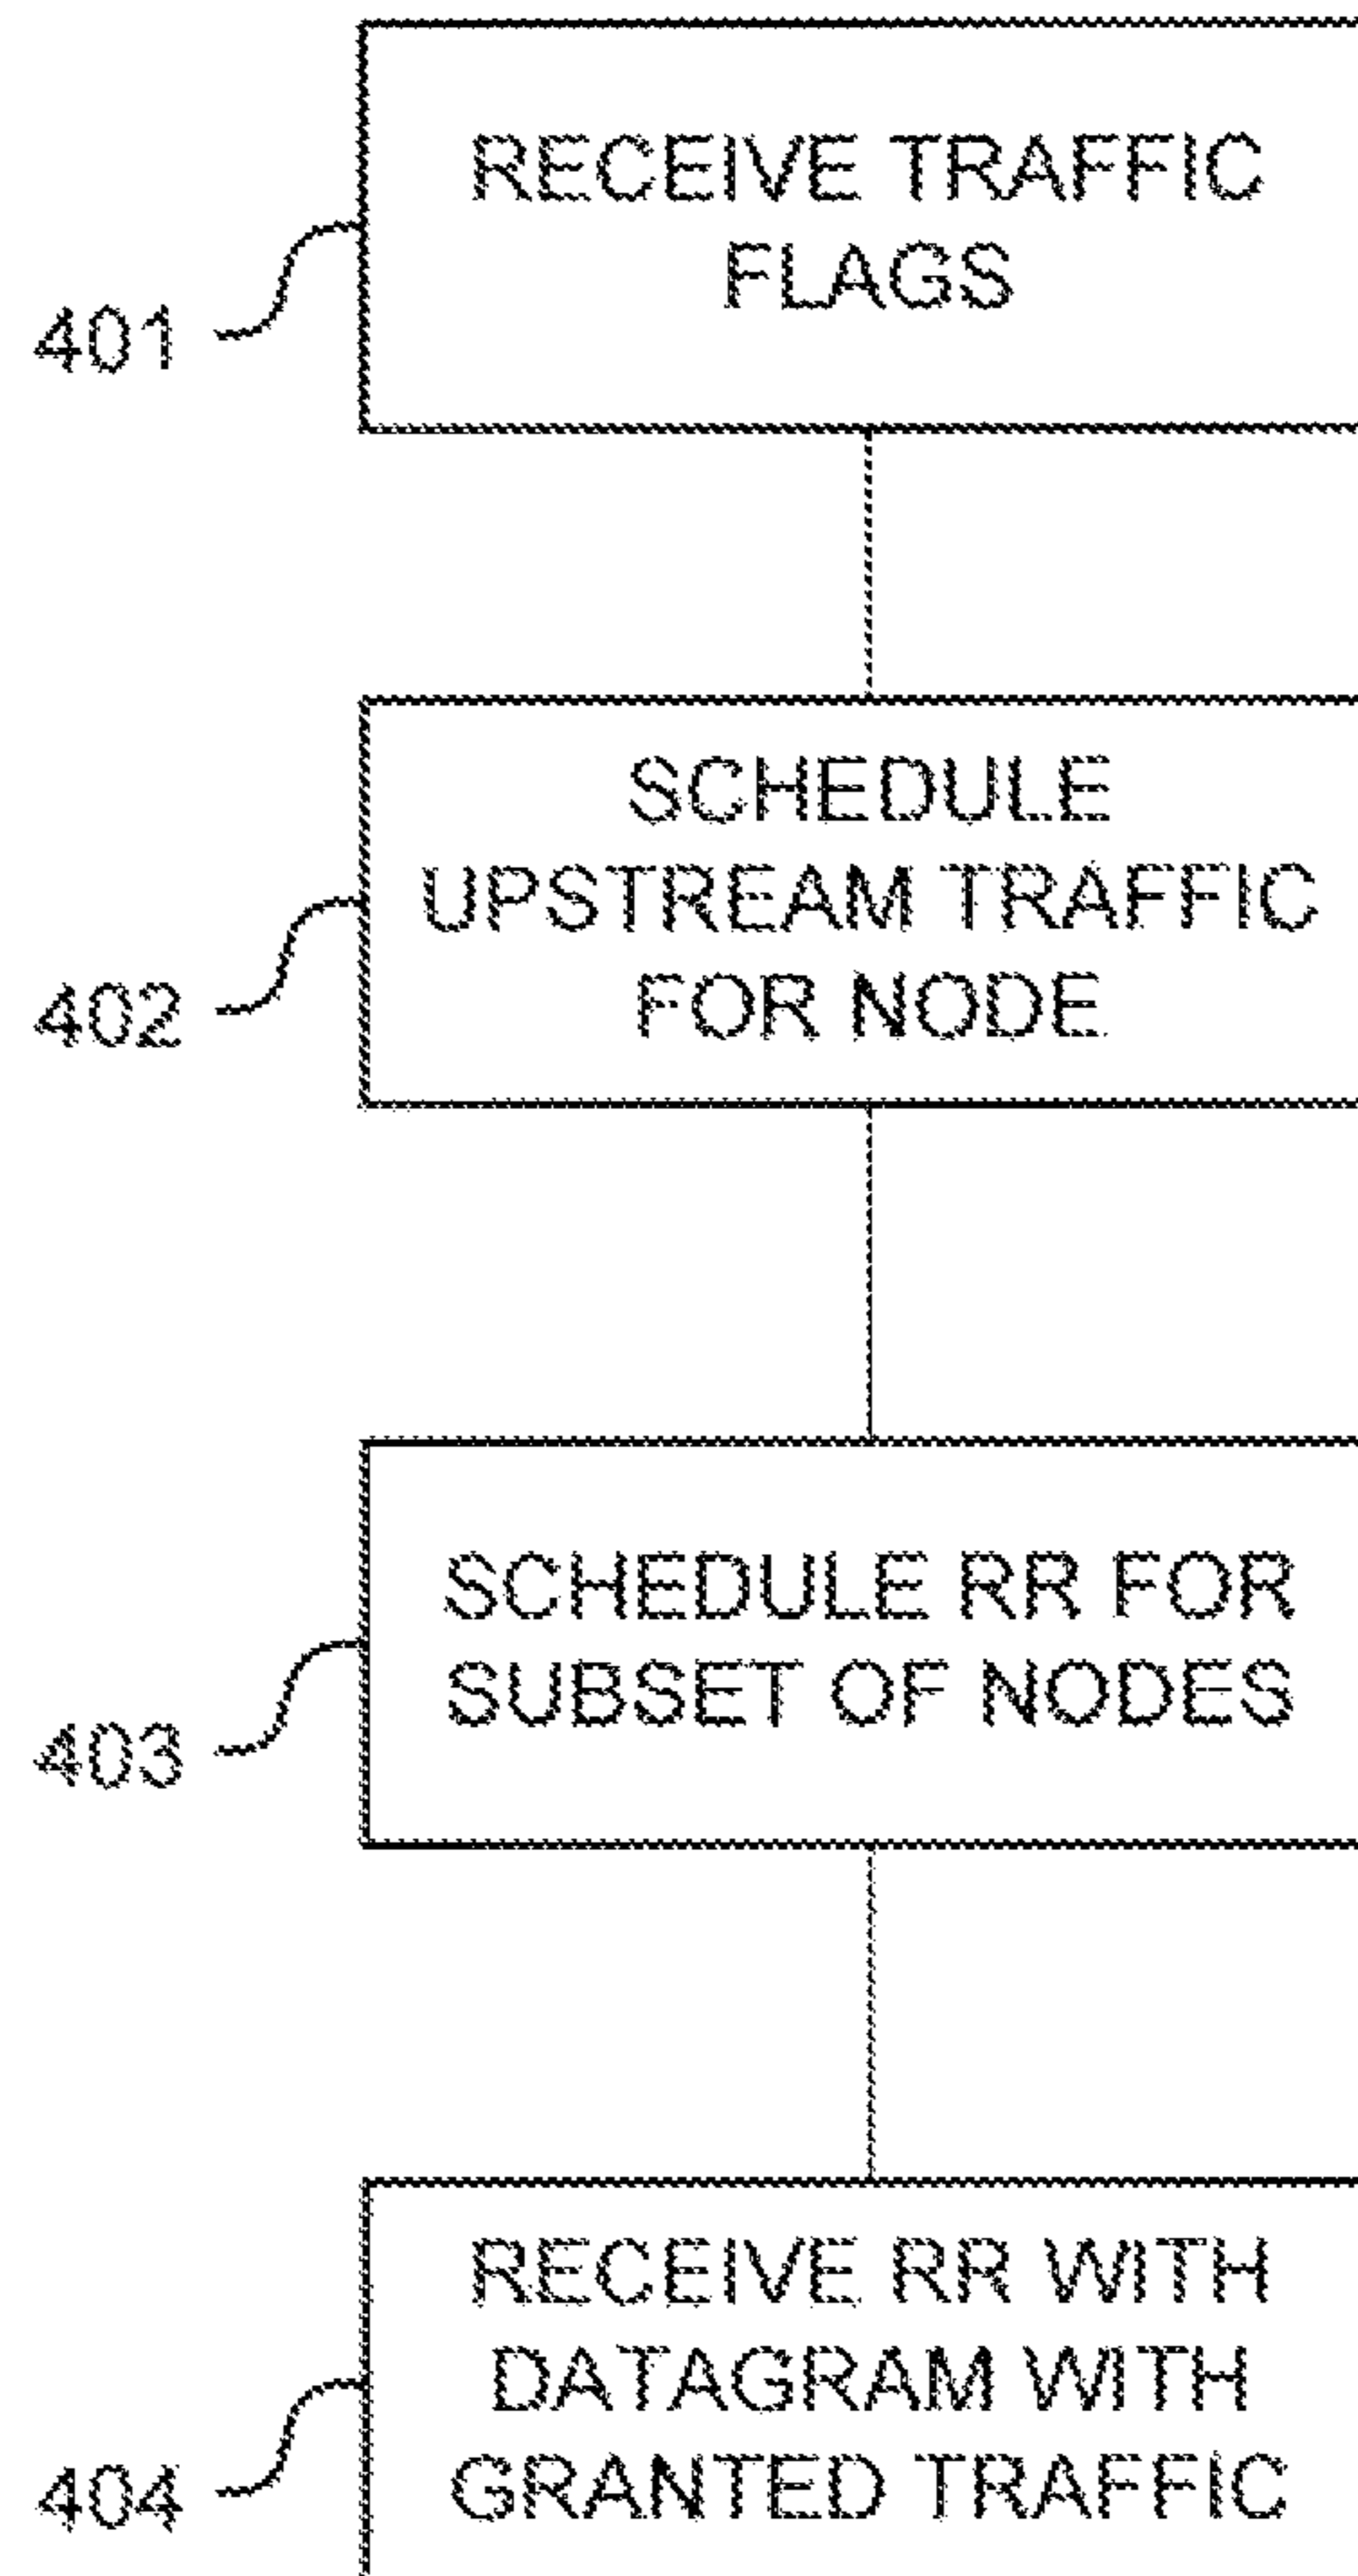 RECEIVE TRAFFIC
FLAGS
401
SCHEDULE
UPSTREAM TRAFFIC
FOR NODE
402
SCHEDULE RR FOR
SUBSET OF NODES
403
RECEIVE RR WITH
DATAGRAM WITH
GRANTED TRAFFIC
404